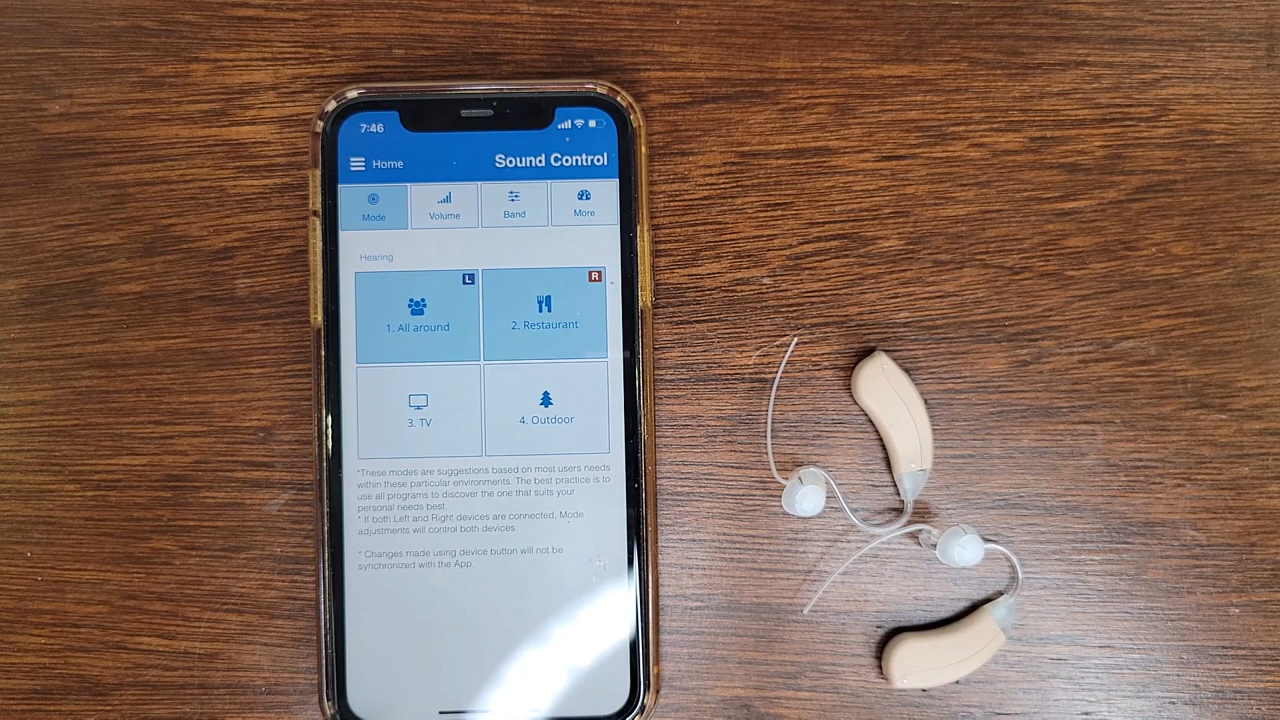 7:46
Home
Sound Control
Mode
Volume
Band
More
Hearing
L
R
1. All around
2. Restaurant
3. TV
4. Outdoor
*These modes are suggestions based on most users needs
within these particular environments. The best practice is to
use all programs to discover the one that suits your
personal needs best.
* If both Left and Right devices are connected, Mode
adjustments will control both devices.
* Changes made using device button will not be
synchronized with the App.